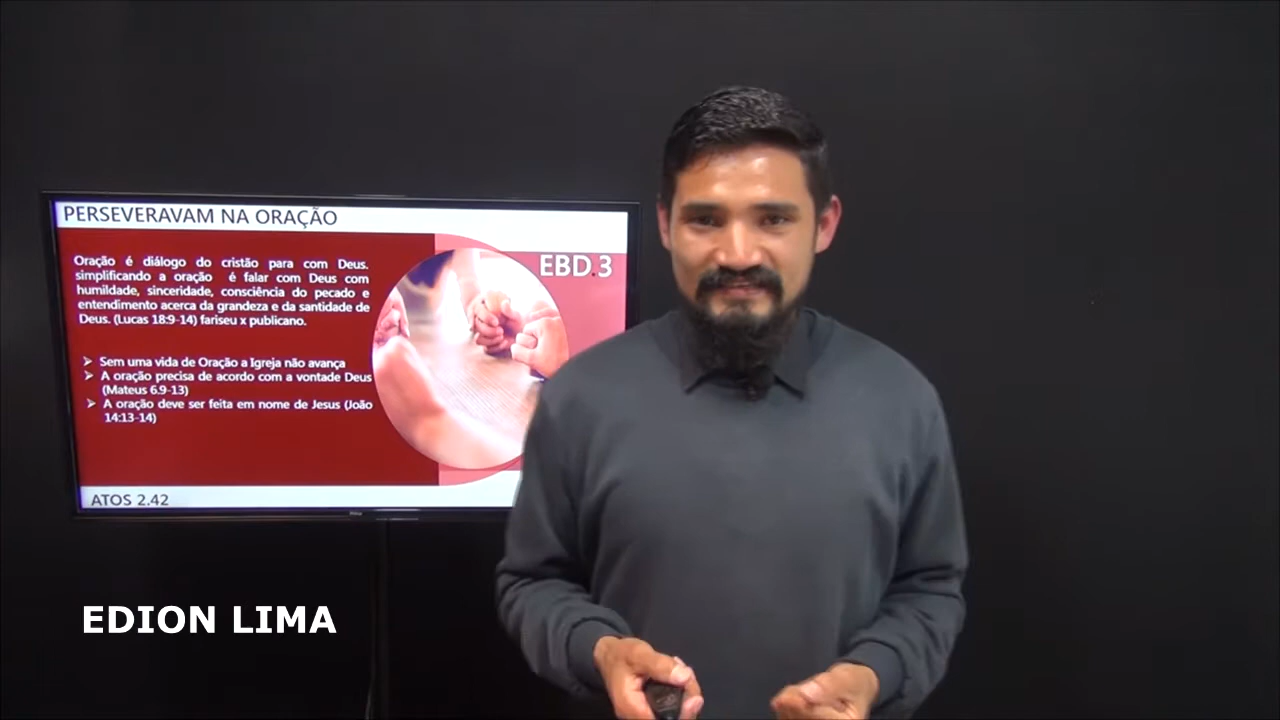 PERSEVERAVAM NA ORAÇÃO
EBD.3
Oração é diálogo do cristão para com Deus.
simplificando a oração é falar com Deus com
humildade, sinceridade, consciência do pecado e
entendimento acerca da grandeza e da santidade de
Deus. (Lucas 18:9-14) fariseu x publicano.
➢ Sem uma vida de Oração a Igreja não avança
➢ A oração precisa de acordo com a vontade Deus
(Mateus 6.9-13)
➢ A oração deve ser feita em nome de Jesus (João
14:13-14)
ATOS 2.42
EDION LIMA